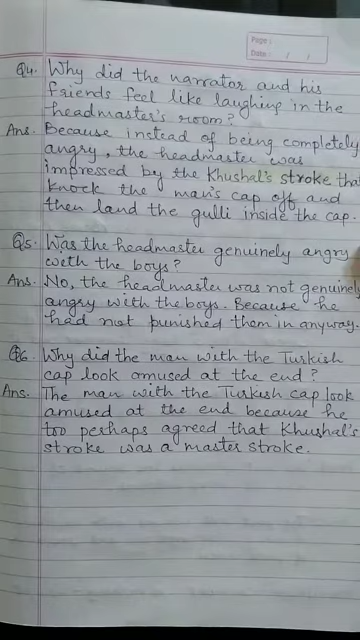 Page:
Date: / /
Q4. Why did the narrator and his
friends feel like laughing in the
headmaster's room?
Ans. Because instead of being completely
angry, the headmaster was
impressed by the Khushal's stroke that
knock the man's cap off and
then land the gulli inside the cap.
Q5. Was the headmaster genuinely angry
with the boys?
Ans. No, the headmaster was not genuinely
angry with the boys. Because he
had not punished them in anyway.
Q6. Why did the man with the Turkish
cap look amused at the end?
Ans. The man with the Turkish cap look
amused at the end because he
too perhaps agreed that Khushal's
stroke was a master stroke.